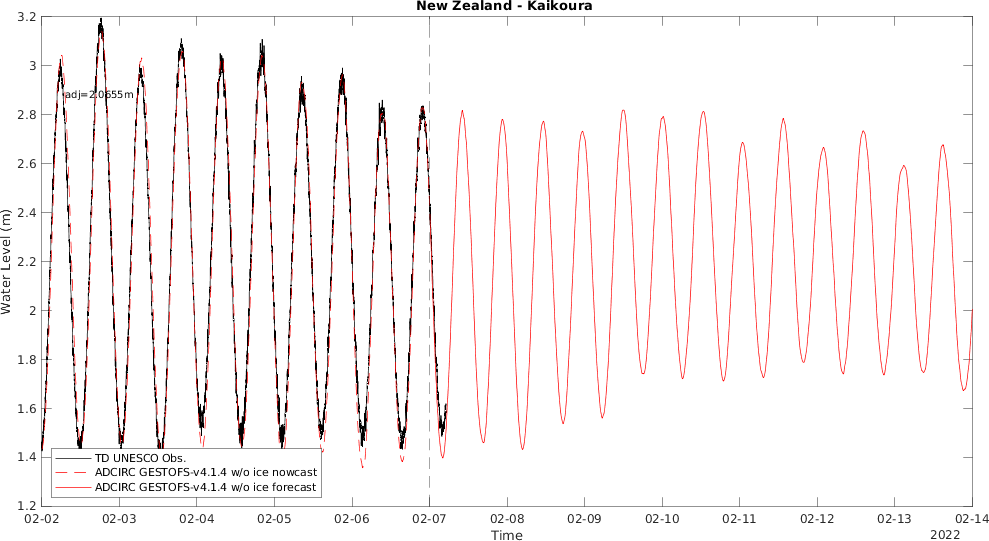 New Zealand - Kaikoura
3.2
3
2.8
2.6
2.4
2.2
2
1.8
1.6
1.4
1.2
Water Level (m)
adj=2.0655m
TD UNESCO Obs.
ADCIRC GESTOFS-v4.1.4 w/o ice nowcast
ADCIRC GESTOFS-v4.1.4 w/o ice forecast
02-02 02-03 02-04 02-05 02-06 02-07 02-08 02-09 02-10 02-11 02-12 02-13 02-14
Time
2022